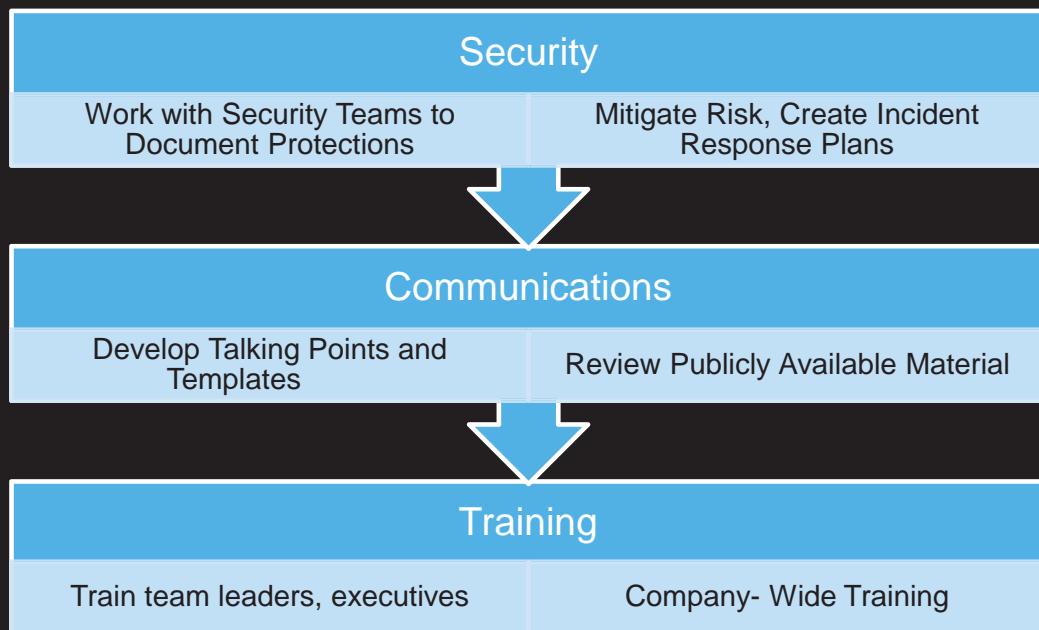 Security
Work with Security Teams to
Document Protections
Mitigate Risk, Create Incident
Response Plans
Communications
Develop Talking Points and
Templates
Review Publicly Available Material
Training
Train team leaders, executives
Company- Wide Training